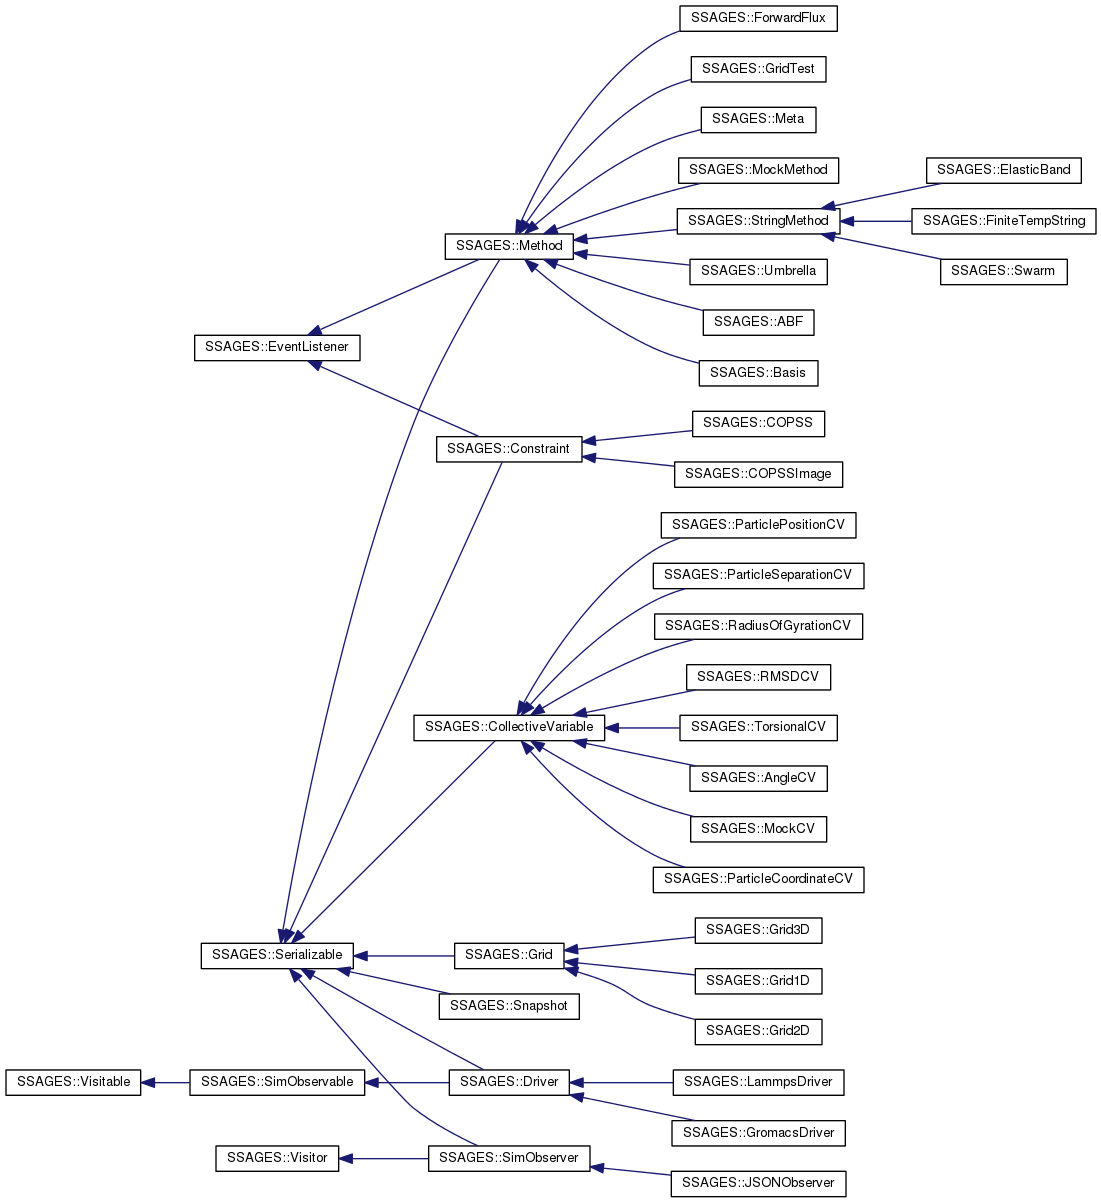 SSAGES::ForwardFlux
SSAGES::GridTest
SSAGES::Meta
SSAGES::MockMethod
SSAGES::ElasticBand
SSAGES::StringMethod
SSAGES::FiniteTempString
SSAGES::Method
SSAGES::Umbrella
SSAGES::Swarm
SSAGES::ABF
SSAGES::EventListener
SSAGES::Basis
SSAGES::COPSS
SSAGES::Constraint
SSAGES::COPSSImage
SSAGES::ParticlePositionCV
SSAGES::ParticleSeparationCV
SSAGES::RadiusOfGyrationCV
SSAGES::RMSDCV
SSAGES::CollectiveVariable
SSAGES::TorsionalCV
SSAGES::AngleCV
SSAGES::MockCV
SSAGES::ParticleCoordinateCV
SSAGES::Grid3D
SSAGES::Serializable
SSAGES::Grid
SSAGES::Grid1D
SSAGES::Snapshot
SSAGES::Grid2D
SSAGES::Visitable
SSAGES::SimObservable
SSAGES::Driver
SSAGES::LammpsDriver
SSAGES::GromacsDriver
SSAGES::Visitor
SSAGES::SimObserver
SSAGES::JSONObserver